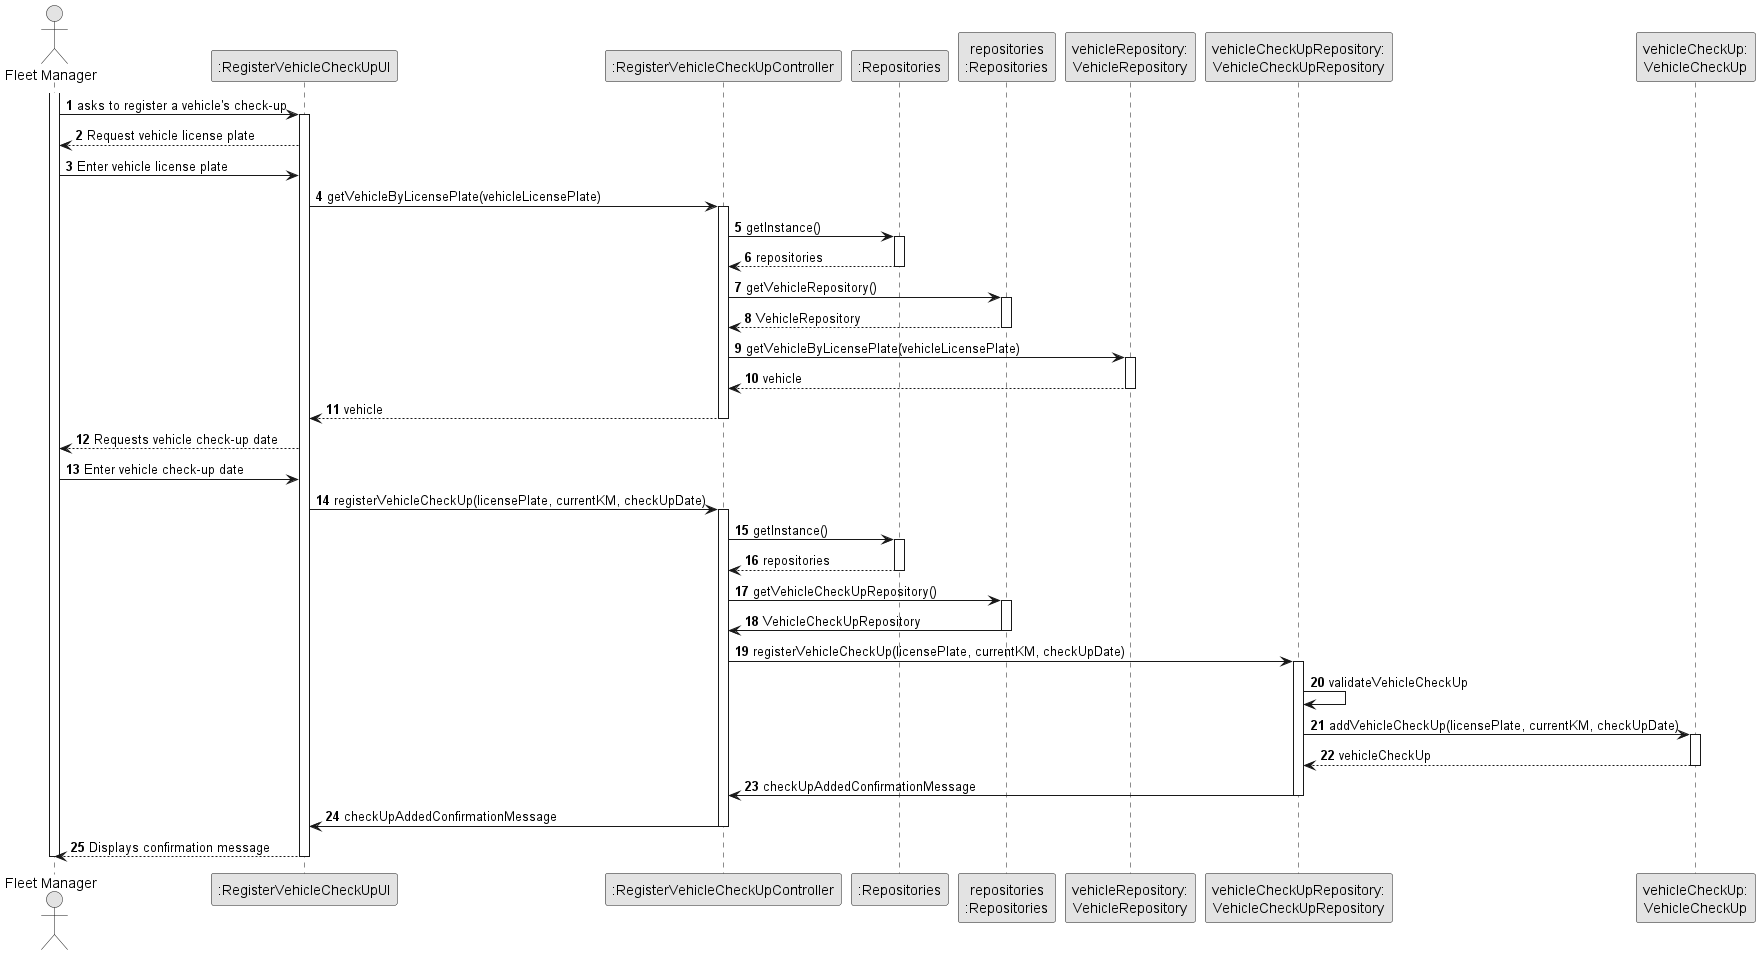 Fleet Manager
:RegisterVehicleCheckUpUI
:RegisterVehicleCheckUpController
:Repositories
repositories
:Repositories
vehicleRepository:
VehicleRepository
vehicleCheckUpRepository:
VehicleCheckUpRepository
vehicleCheckUp:
VehicleCheckUp
1 asks to register a vehicle's check-up
2 Request vehicle license plate
3 Enter vehicle license plate
4 getVehicleByLicensePlate(vehicleLicensePlate)
5 getInstance()
6 repositories
7 getVehicleRepository()
8 VehicleRepository
9 getVehicleByLicensePlate(vehicleLicensePlate)
10 vehicle
11 vehicle
12 Requests vehicle check-up date
13 Enter vehicle check-up date
14 registerVehicleCheckUp(licensePlate, currentKM, checkUpDate)
15 getInstance()
16 repositories
17 getVehicleCheckUpRepository()
18 VehicleCheckUpRepository
19 registerVehicleCheckUp(licensePlate, currentKM, checkUpDate)
20 validateVehicleCheckUp
21 addVehicleCheckUp(licensePlate, currentKM, checkUpDate)
22 vehicleCheckUp
23 checkUpAddedConfirmationMessage
24 checkUpAddedConfirmationMessage
25 Displays confirmation message
Fleet Manager
:RegisterVehicleCheckUpUI
:RegisterVehicleCheckUpController
:Repositories
repositories
:Repositories
vehicleRepository:
VehicleRepository
vehicleCheckUpRepository:
VehicleCheckUpRepository
vehicleCheckUp:
VehicleCheckUp